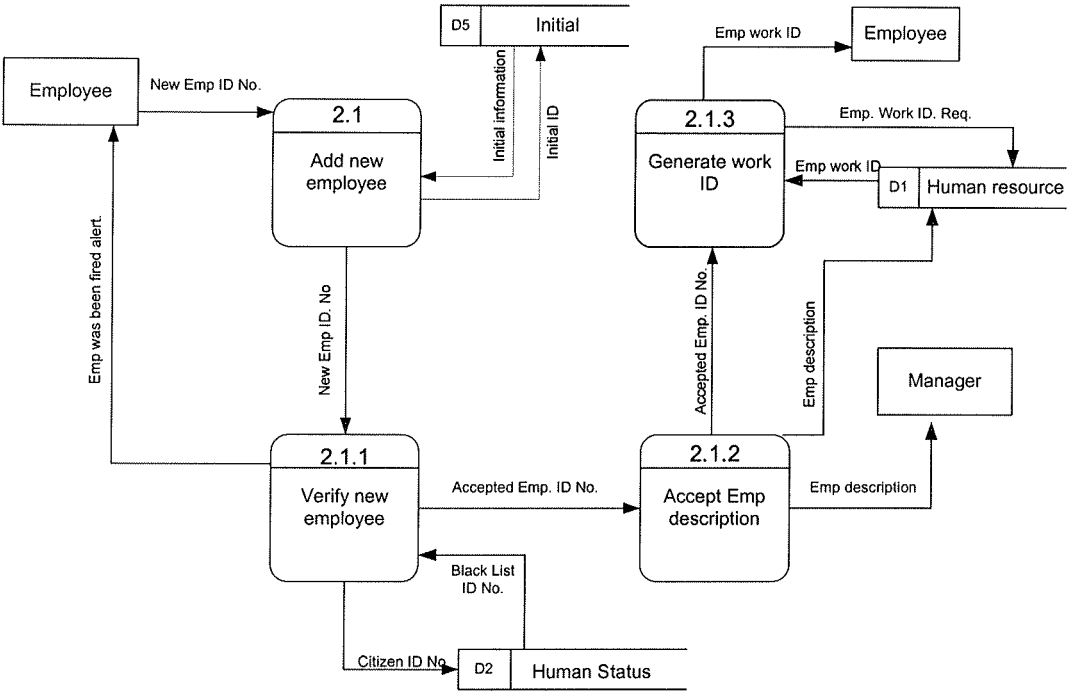 D5
Initial
Emp work ID
Employee
Employee
New Emp ID No.
2.1
Add new
employee
Initial information
Initial ID
2.1.3
Generate work
ID
Emp. Work ID. Req.
Emp work ID
D1
Human resource
Emp was been fired alert.
New Emp ID. No
Accepted Emp. ID No.
Emp description
Manager
2.1.1
Verify new
employee
Accepted Emp. ID No.
2.1.2
Accept Emp
description
Emp description
Black List
ID No.
Citizen ID No
D2
Human Status